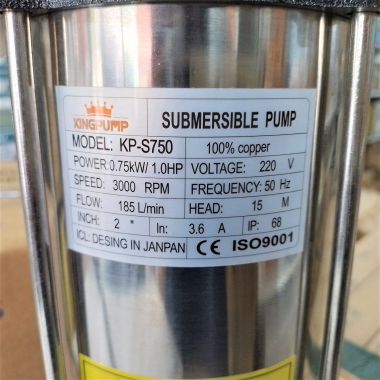 KINGPUMP SUBMERSIBLE PUMP
MODEL: KP-S750 100% copper
POWER:0.75kW/ 1.0HP VOLTAGE: 220 V
SPEED: 3000 RPM FREQUENCY: 50 Hz
FLOW: 185 L/min HEAD: 15 M
INCH: 2 " In: 3.6 A IP: 68
ICL: DESING IN JANPAN CE ISO9001